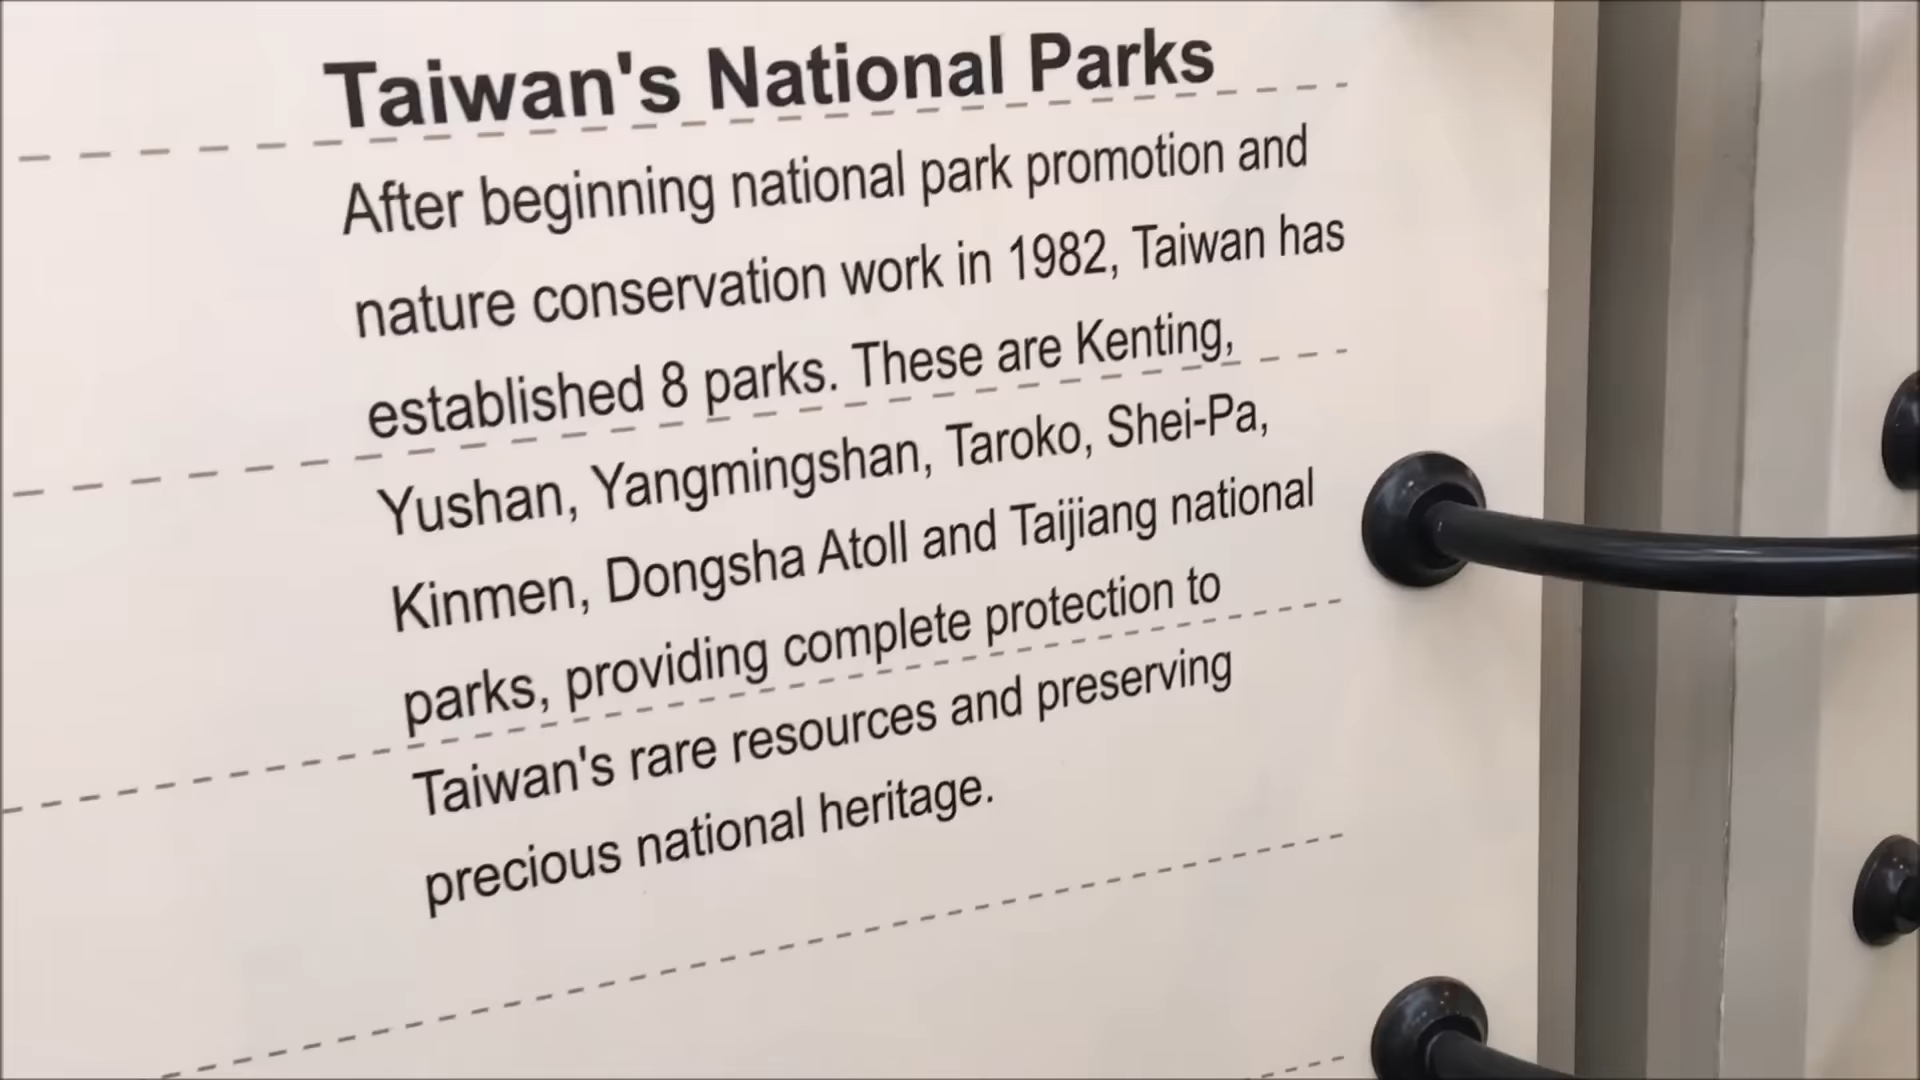 Taiwan's National Parks
After beginning national park promotion and
nature conservation work in 1982, Taiwan has
established 8 parks. These are Kenting,
Yushan, Yangmingshan, Taroko, Shei-Pa,
Kinmen, Dongsha Atoll and Taijiang national
parks, providing complete protection to
Taiwan's rare resources and preserving
precious national heritage.